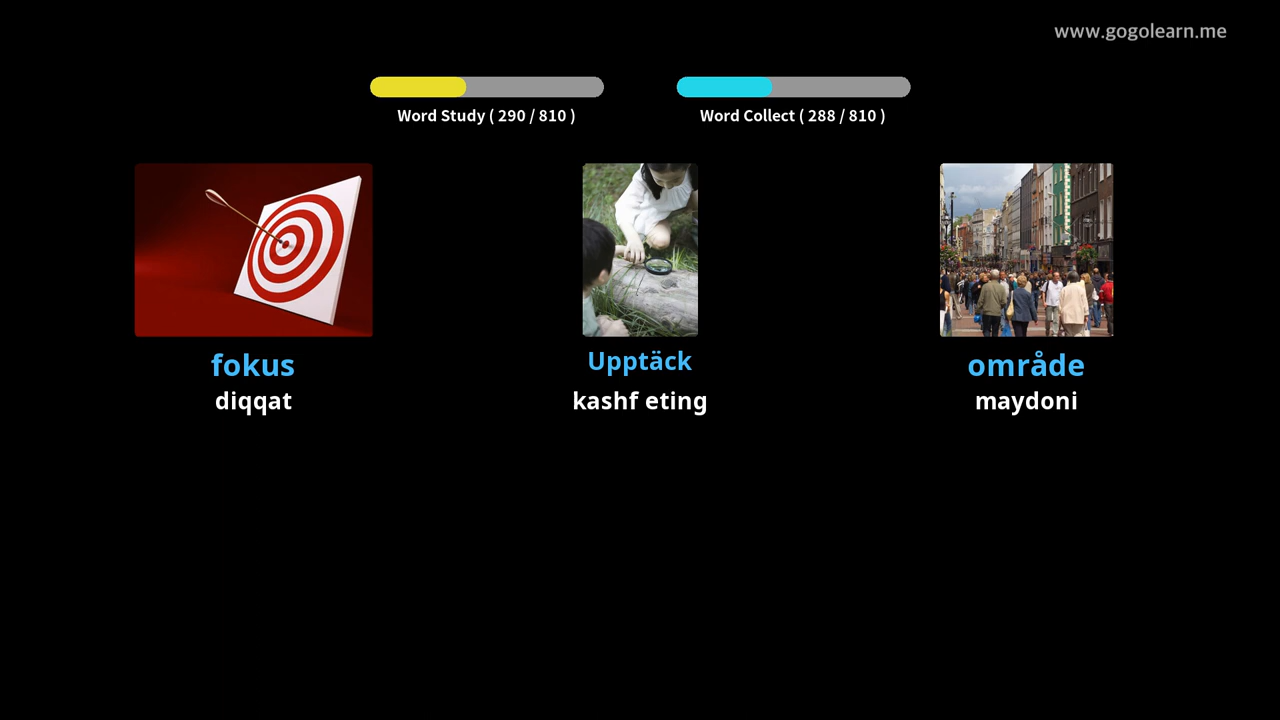 www.gogolearn.me
Word Study ( 290 / 810 )
Word Collect ( 288 / 810 )
fokus
diqqat
Upptäck
kashf eting
område
maydoni